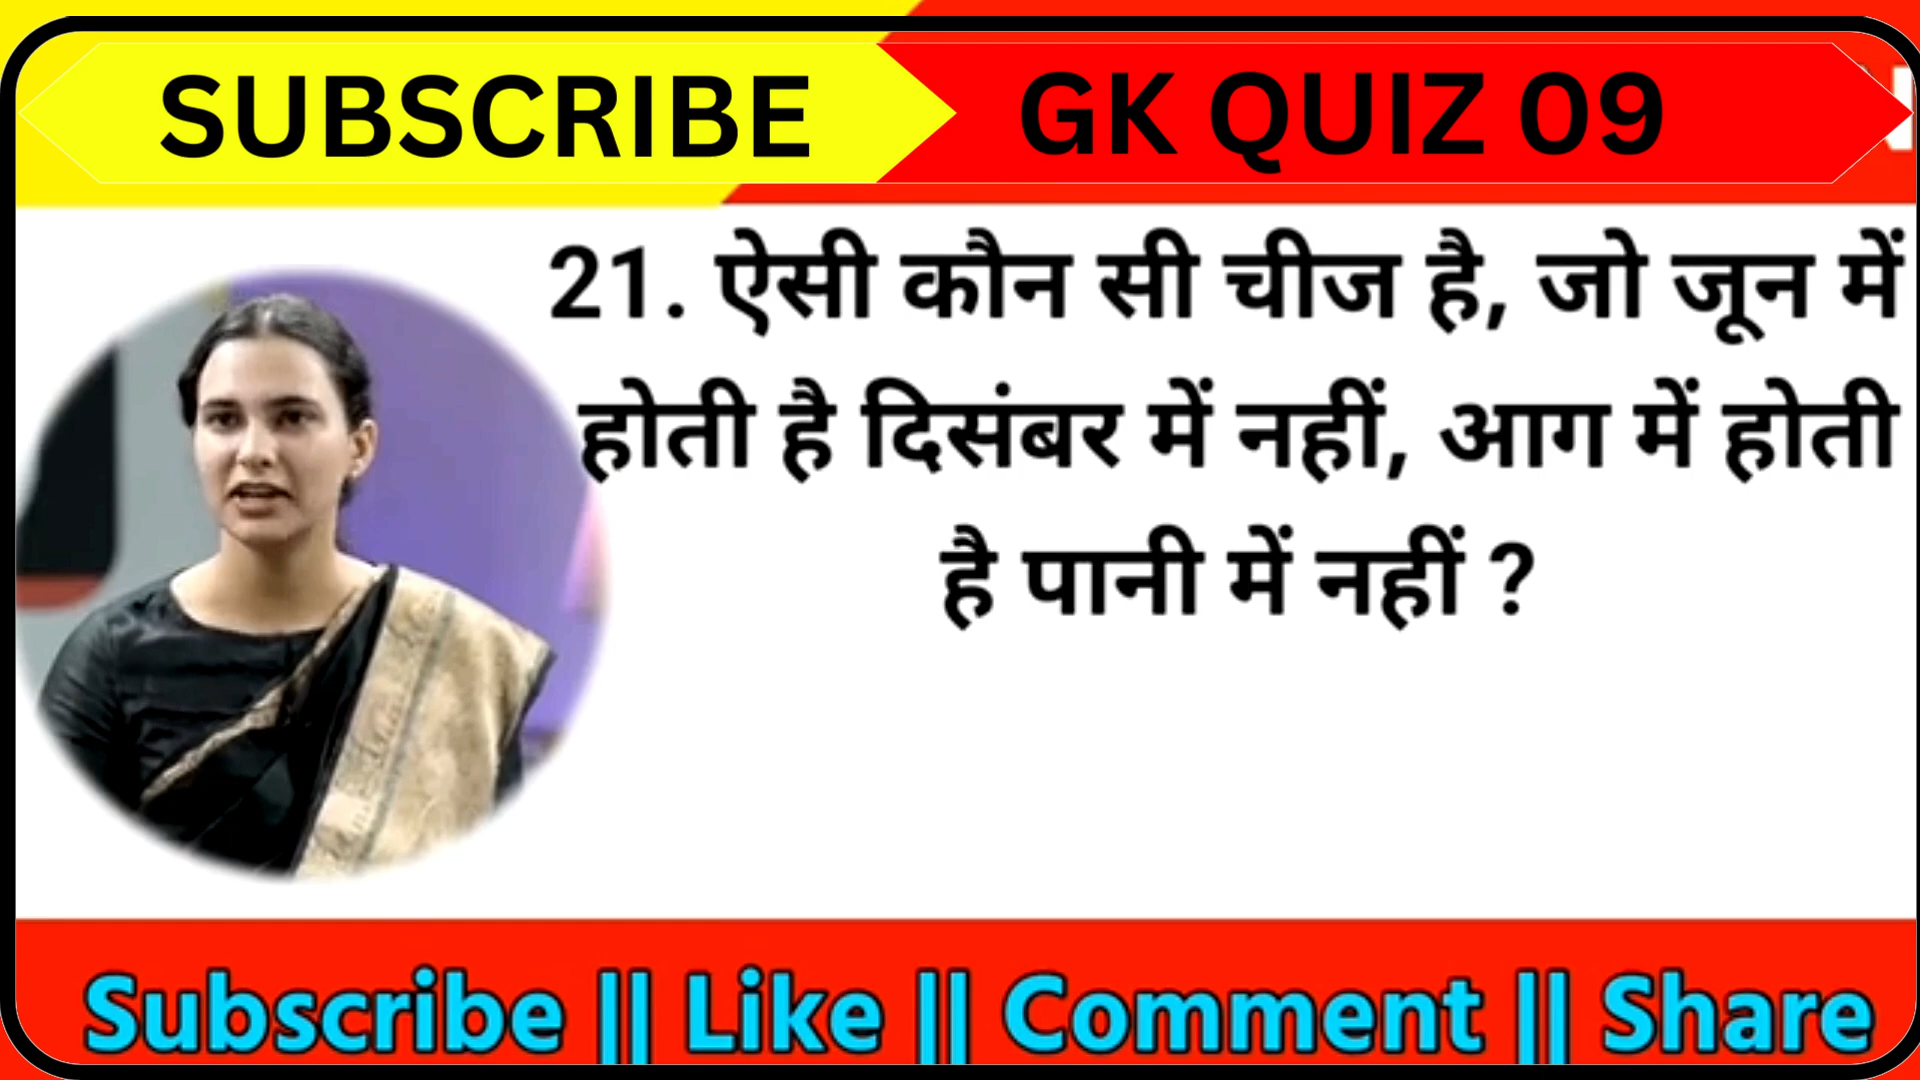 SUBSCRIBE GK QUIZ 09
21. ऐसी कौन सी चीज है, जो जून में
होती है दिसंबर में नहीं, आग में होती
है पानी में नहीं ?
Subscribe || Like || Comment || Share